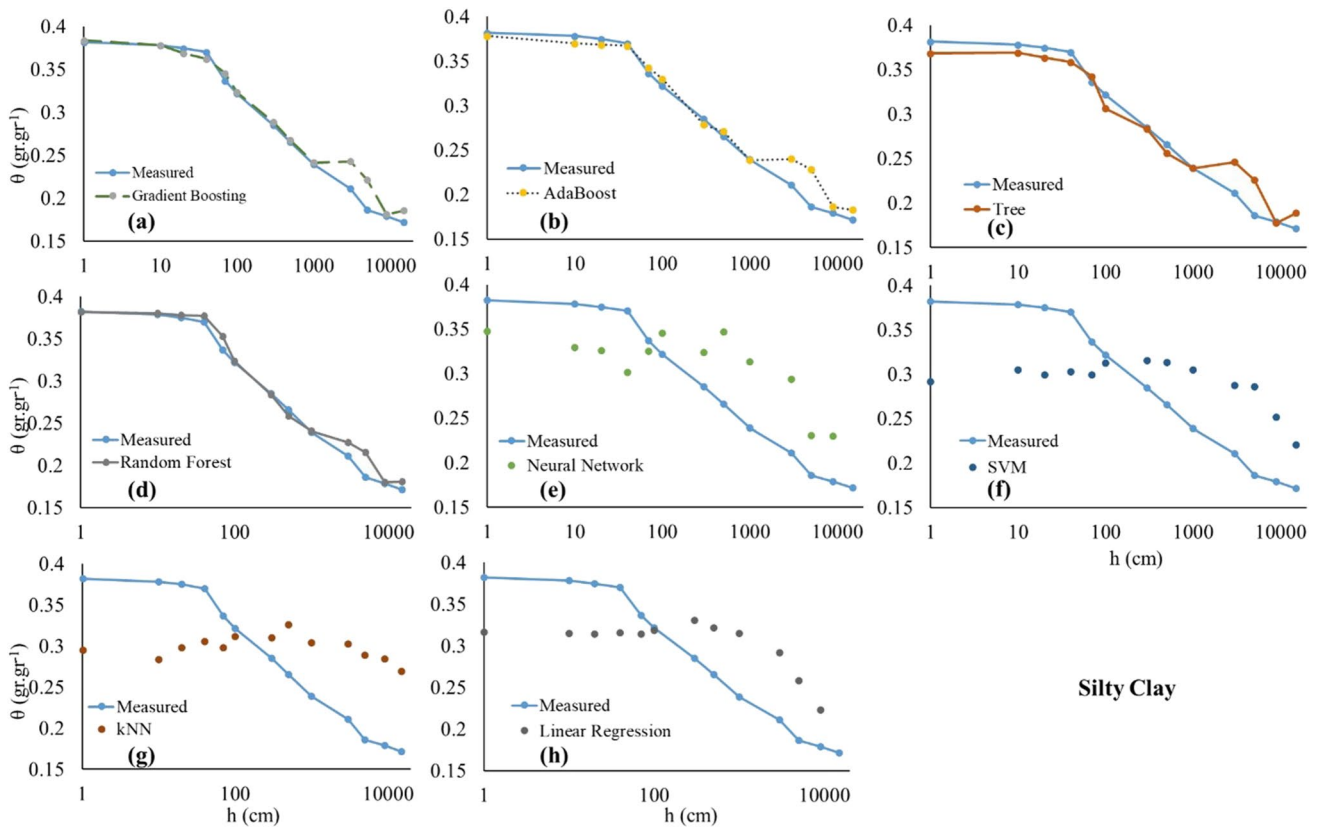 0.4
0.35
0.3
0.25
0.2
0.15
θ (gr.gr⁻¹)
Measured
Gradient Boosting
(a)
1
10
100
1000
10000
0.4
0.35
0.3
0.25
0.2
0.15
Measured
AdaBoost
(b)
1
10
100
1000
10000
0.4
0.35
0.3
0.25
0.2
0.15
Measured
Tree
(c)
1
10
100
1000
10000
0.4
0.35
0.3
0.25
0.2
0.15
θ (gr.gr⁻¹)
Measured
Random Forest
(d)
1
100
10000
0.4
0.35
0.3
0.25
0.2
0.15
Measured
Neural Network
(e)
1
10
100
1000
10000
0.4
0.35
0.3
0.25
0.2
0.15
Measured
SVM
(f)
1
10
100
1000
10000
h (cm)
0.4
0.35
0.3
0.25
0.2
0.15
θ (gr.gr⁻¹)
Measured
kNN
(g)
1
100
10000
h (cm)
0.4
0.35
0.3
0.25
0.2
0.15
Measured
Linear Regression
(h)
1
100
10000
h (cm)
Silty Clay